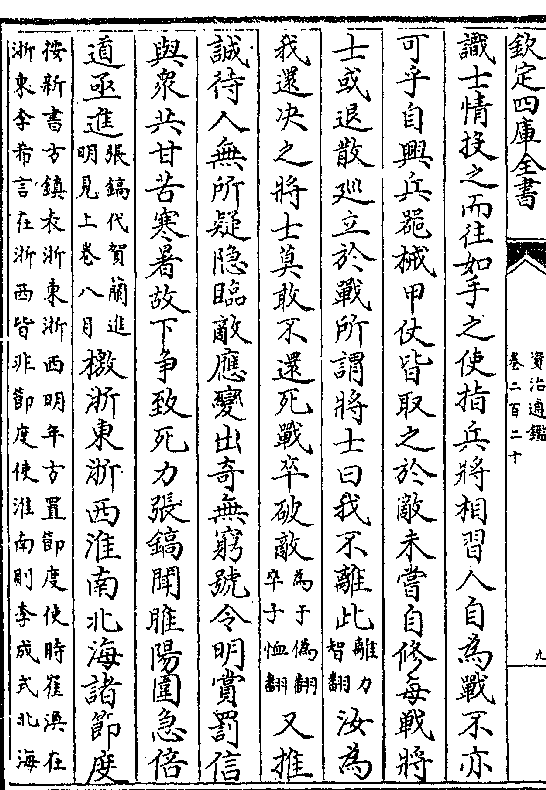 欽定四庫全書
資治通鑑
卷二百二十
九
識士情投之而往如手之使指兵將相習人自為戰不亦
可乎自興兵器械甲仗皆取之於敵未嘗自修每戰將
士或退散廵立於戰所謂將士曰我不離此離力智翻汝為
我還決之將士莫敢不還死戰卒破敵為于偽翻卒子恤翻又推
誠待人無所疑隐臨敵應變出奇無窮號令明賞罰信
與衆共甘苦寒暑故下争致死力張鎬聞睢陽圍急倍
道亟進張鎬代賀蘭進明見上卷八月檄浙東浙西淮南北海諸節度
按新書方鎮表浙東浙西明年方置節度使時崔渙在
浙東李希言在浙西皆非節度使淮南則李成式北海